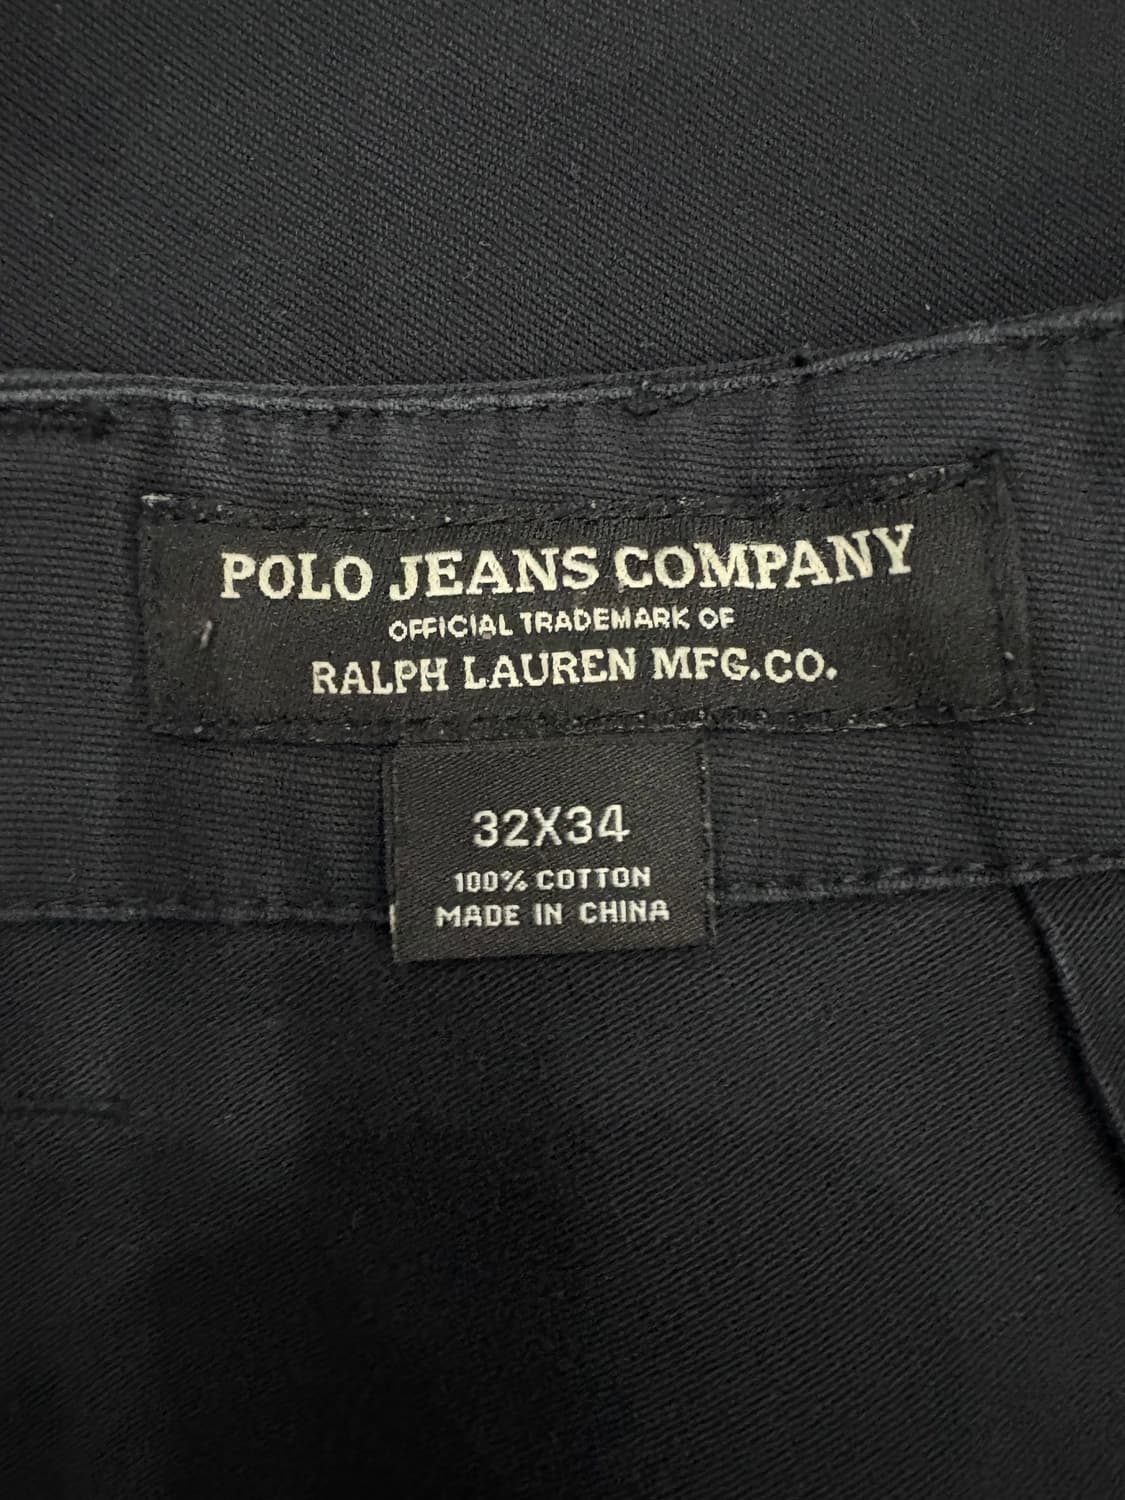 POLO JEANS COMPANY
OFFICIAL TRADEMARK OF
RALPH LAUREN MFG.CO.
32X34
100% COTTON
MADE IN CHINA